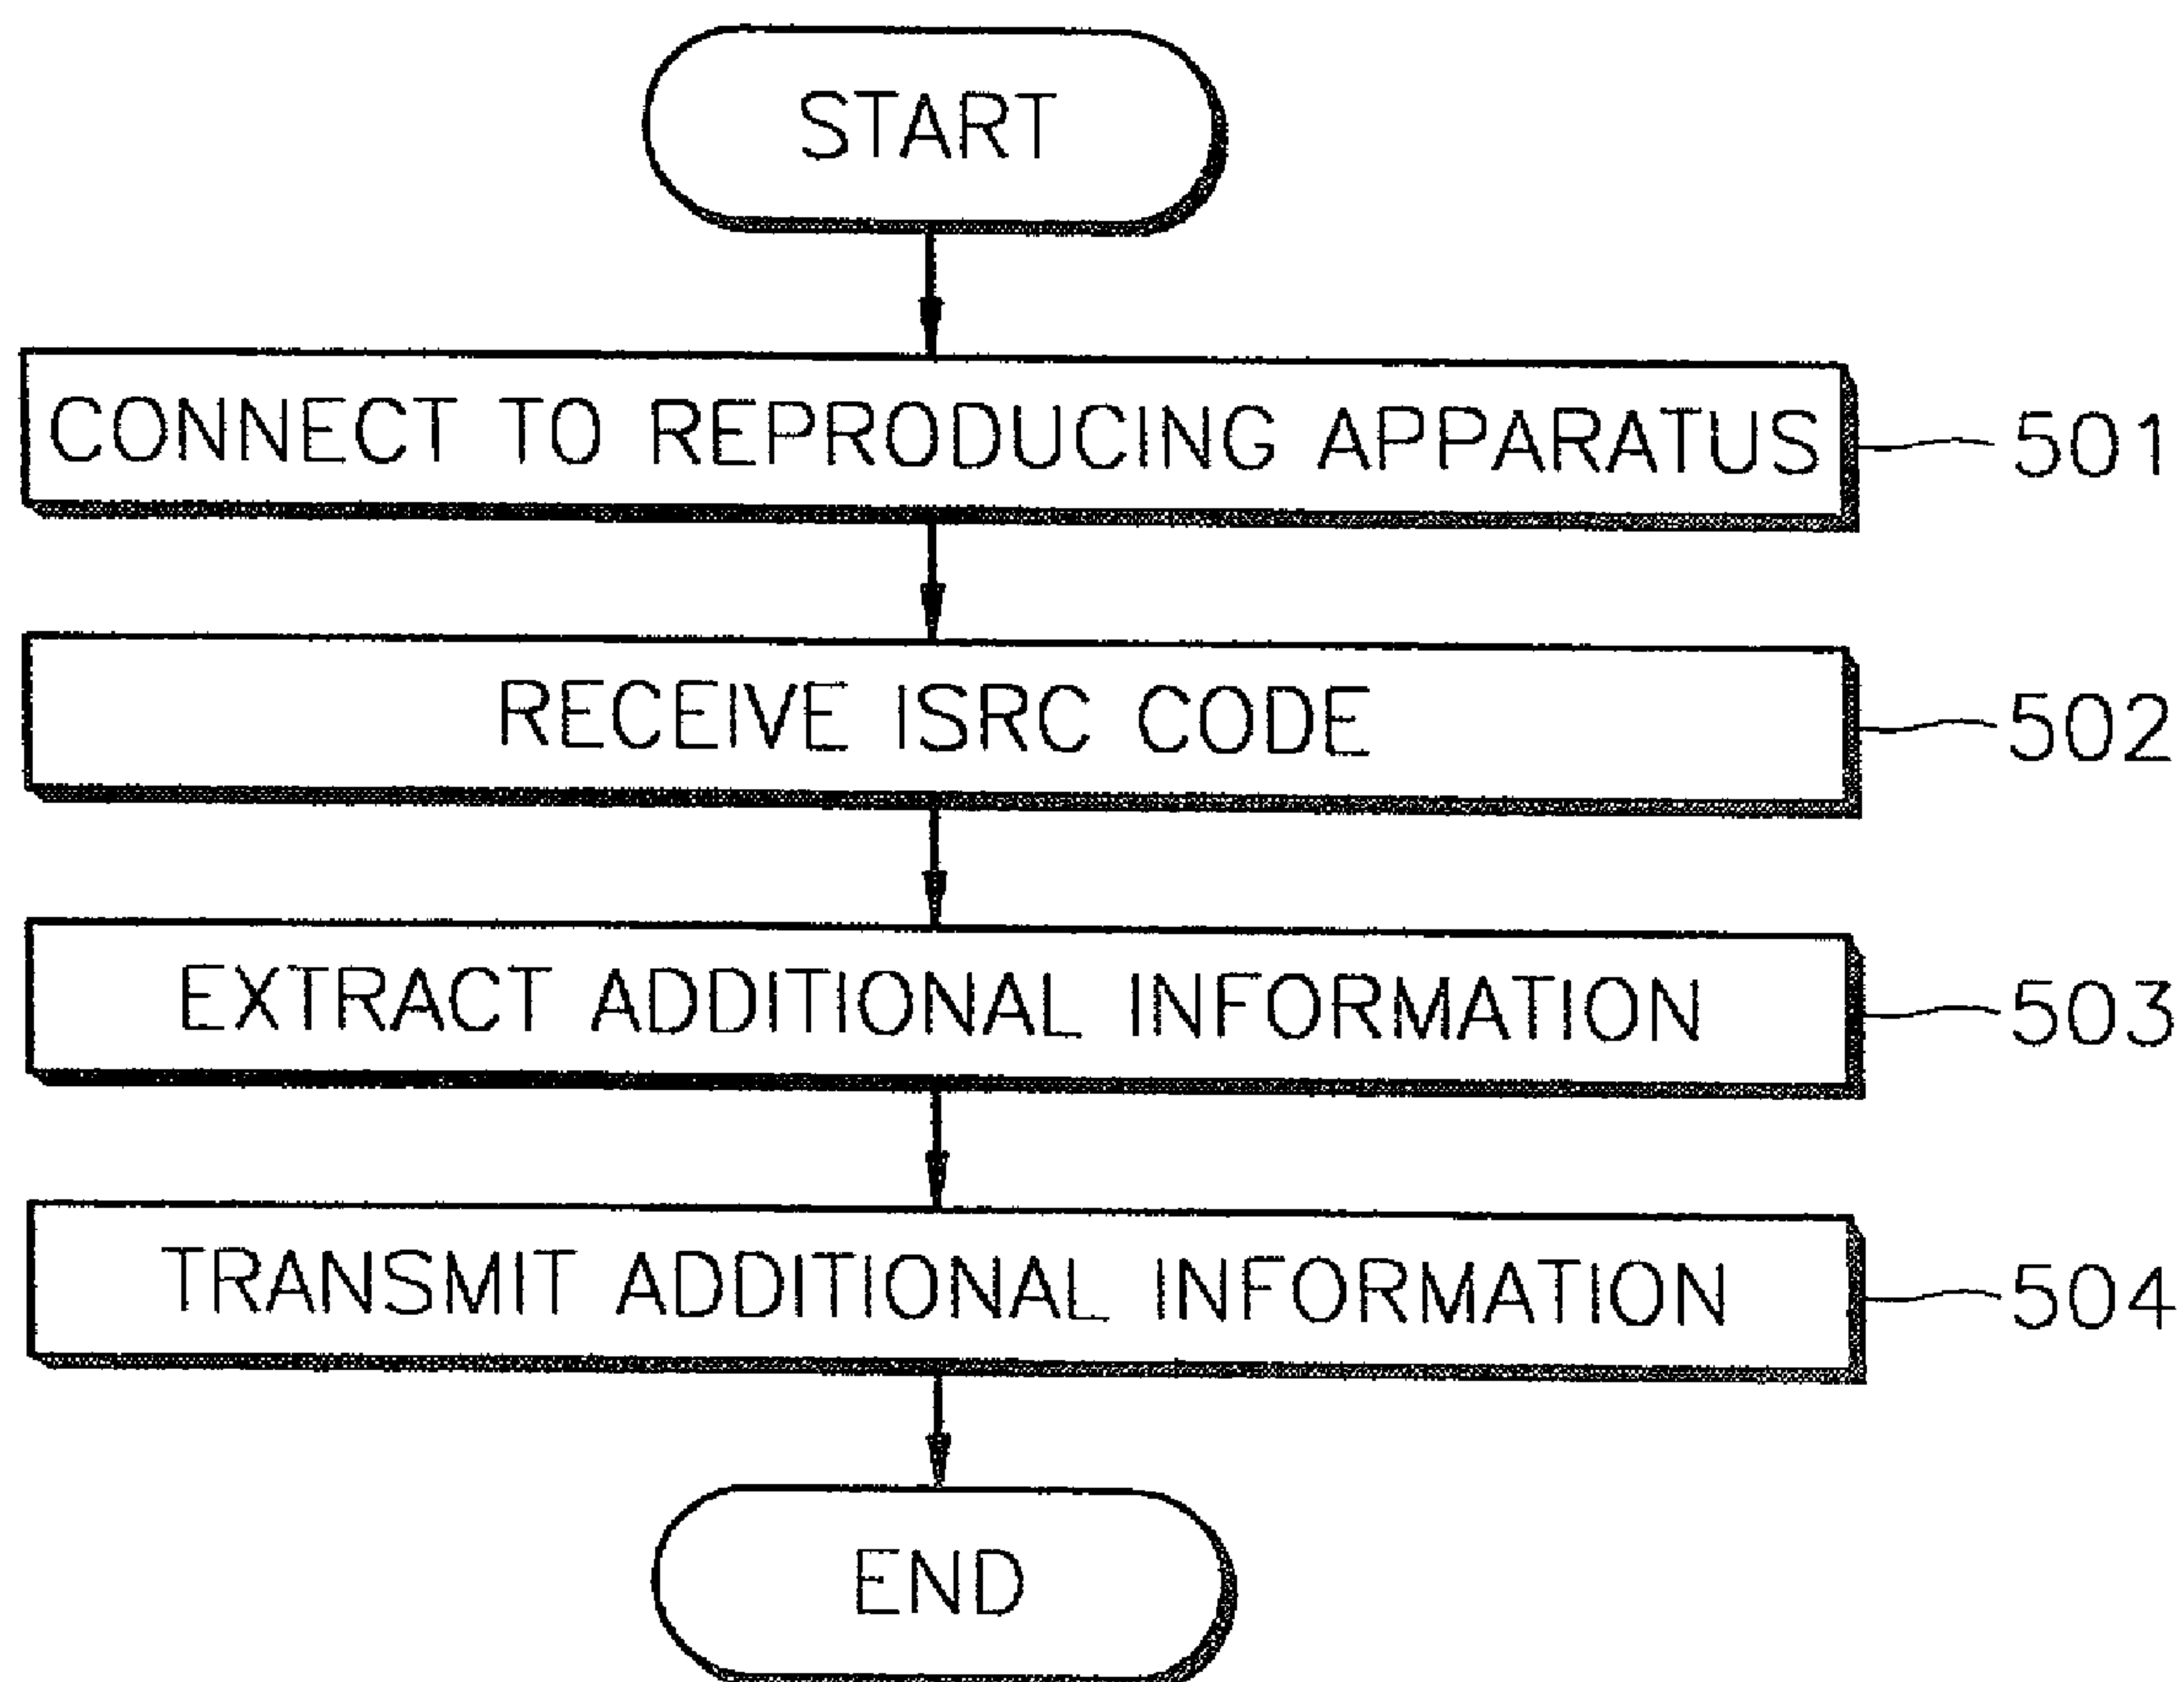 START
CONNECT TO REPRODUCING APPARATUS 501
RECEIVE ISRC CODE 502
EXTRACT ADDITIONAL INFORMATION 503
TRANSMIT ADDITIONAL INFORMATION 504
END